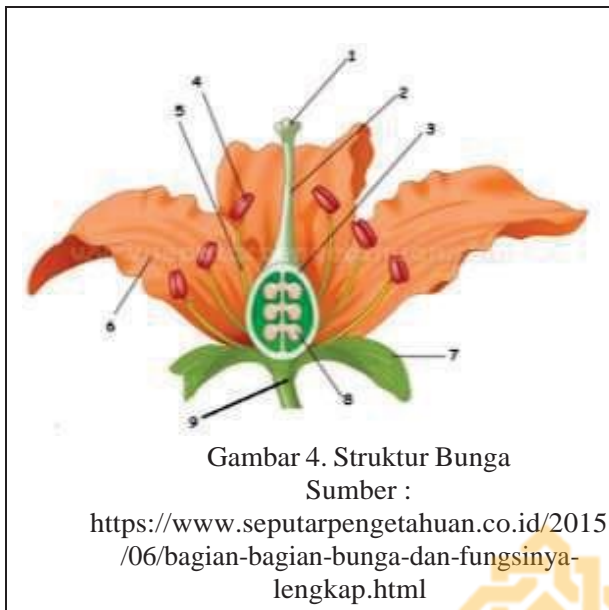 1
4
2
5
3
6
7
8
9
Gambar 4. Struktur Bunga
Sumber :
https://www.seputarpengetahuan.co.id/2015
/06/bagian-bagian-bunga-dan-fungsinya-
lengkap.html